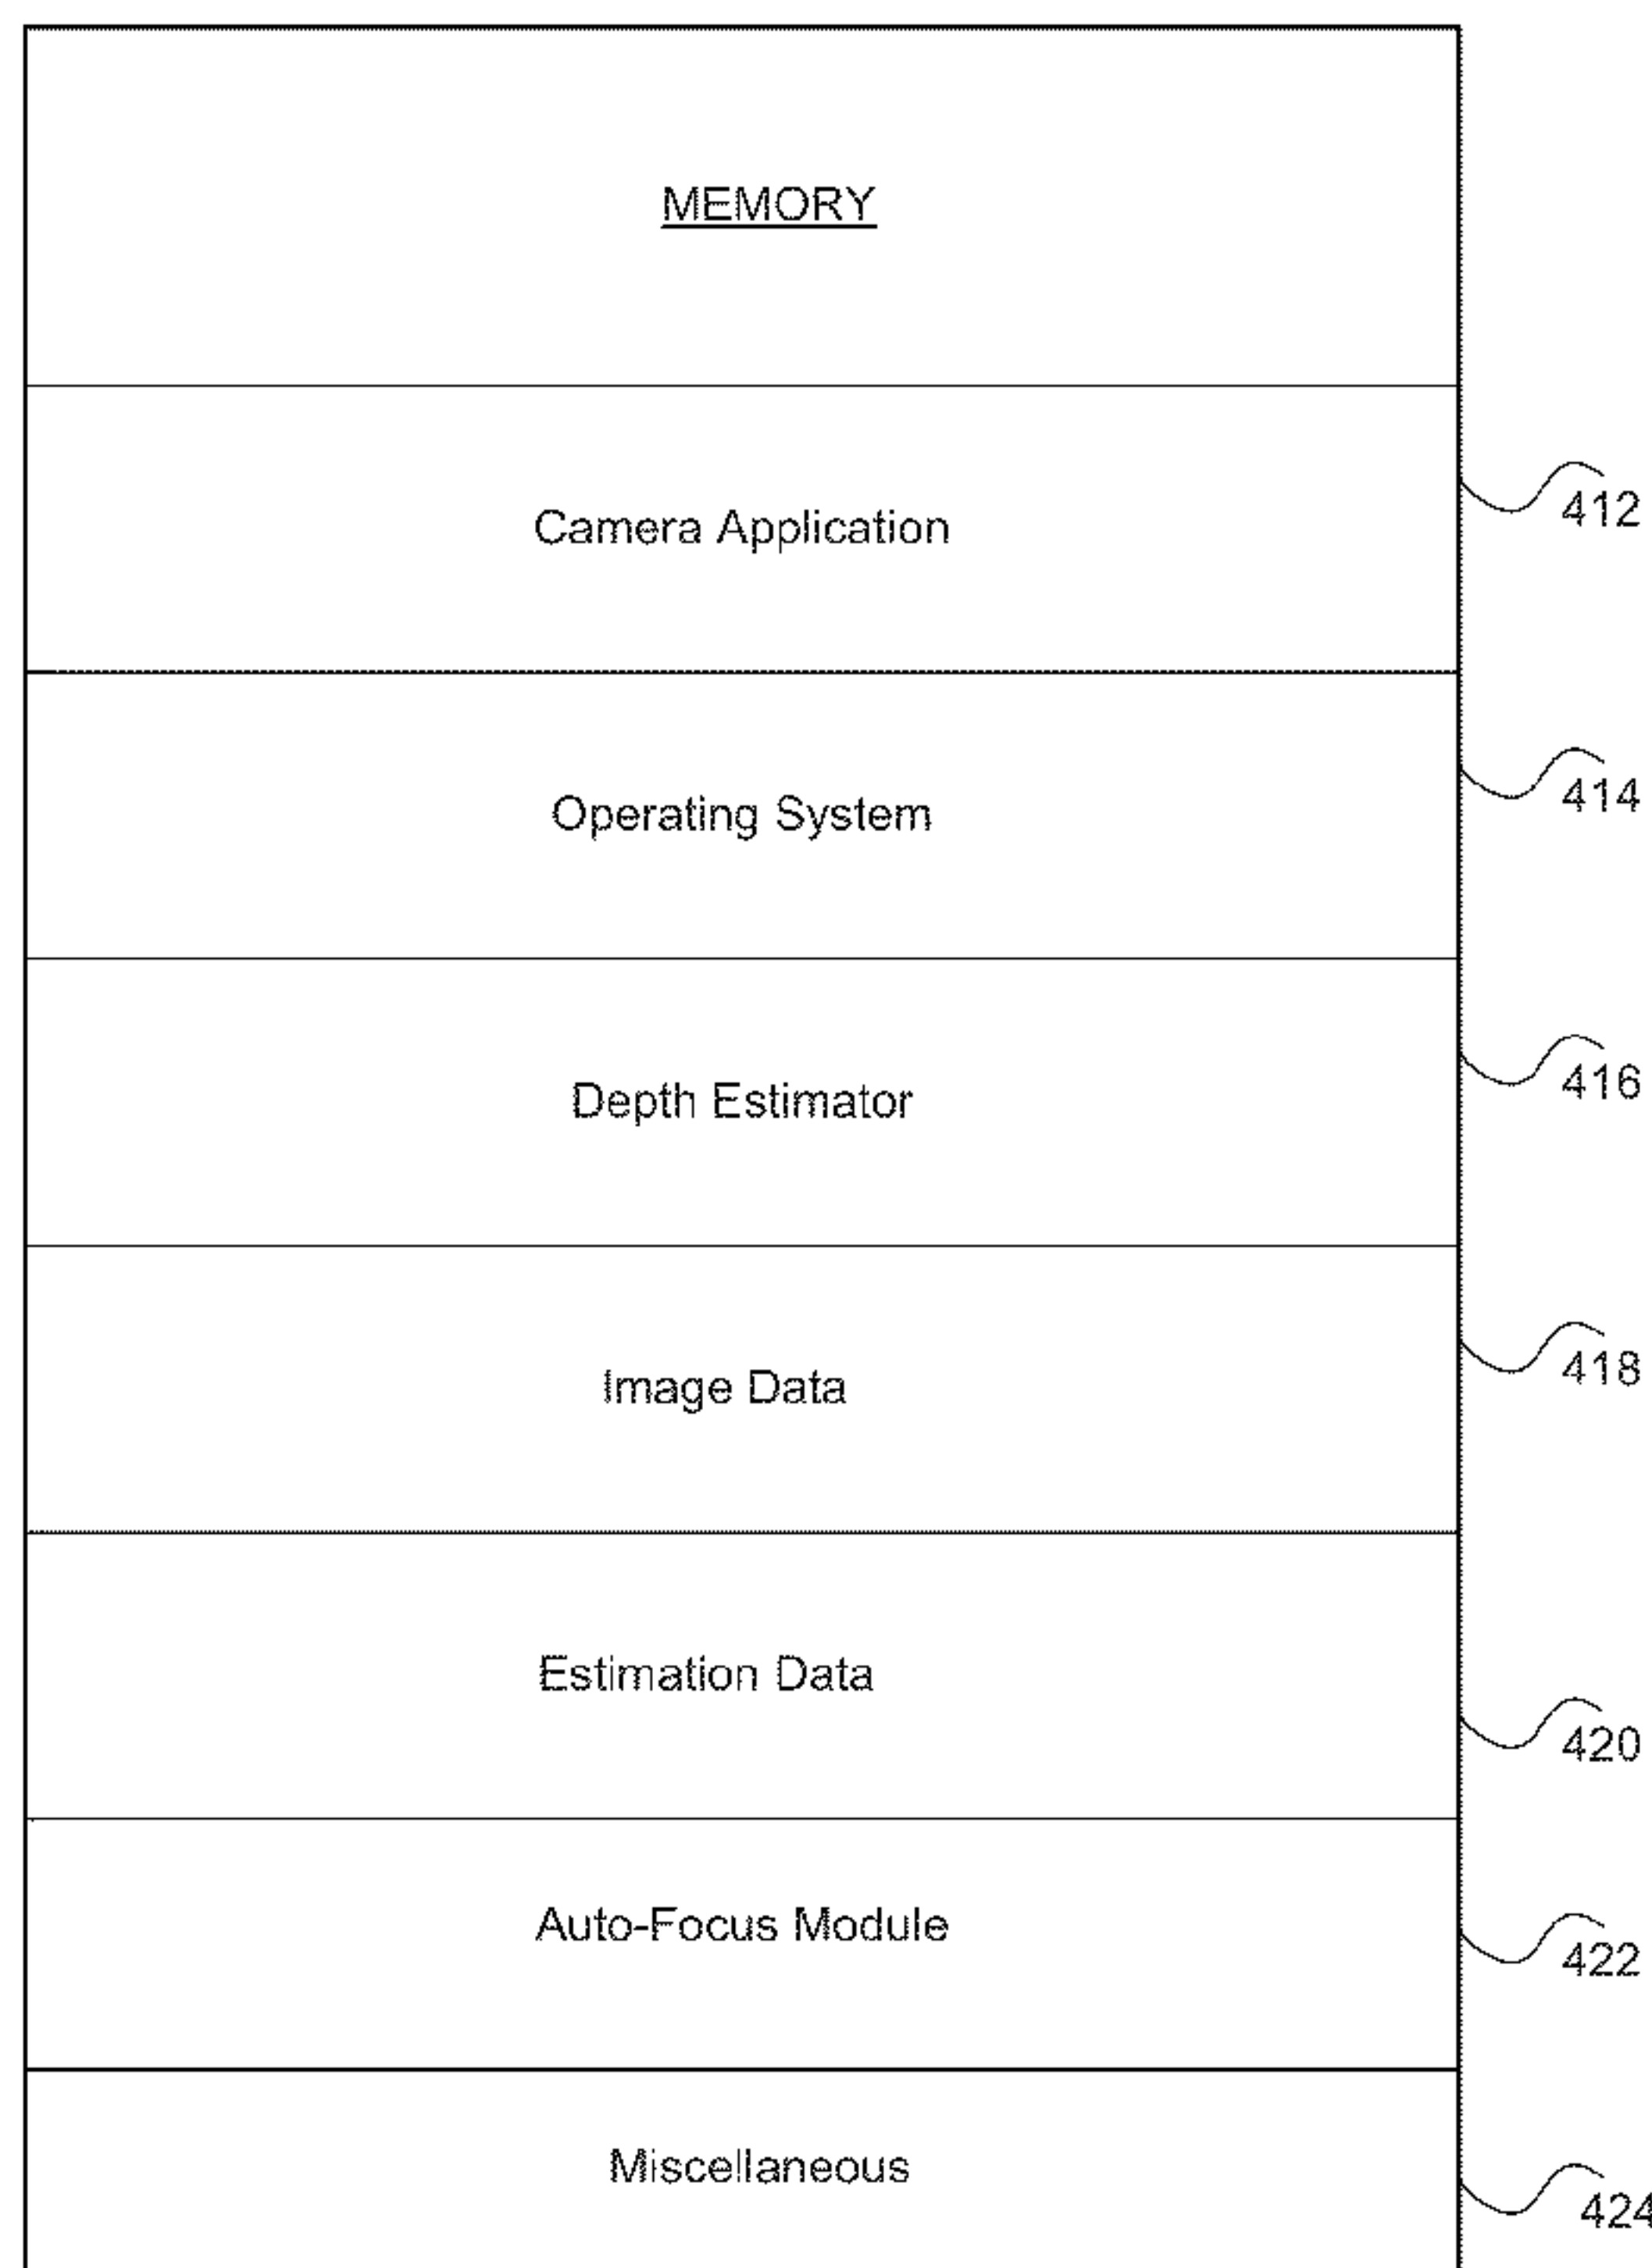 MEMORY
Camera Application
412
Operating System
414
Depth Estimator
416
Image Data
418
Estimation Data
420
Auto-Focus Module
422
Miscellaneous
424